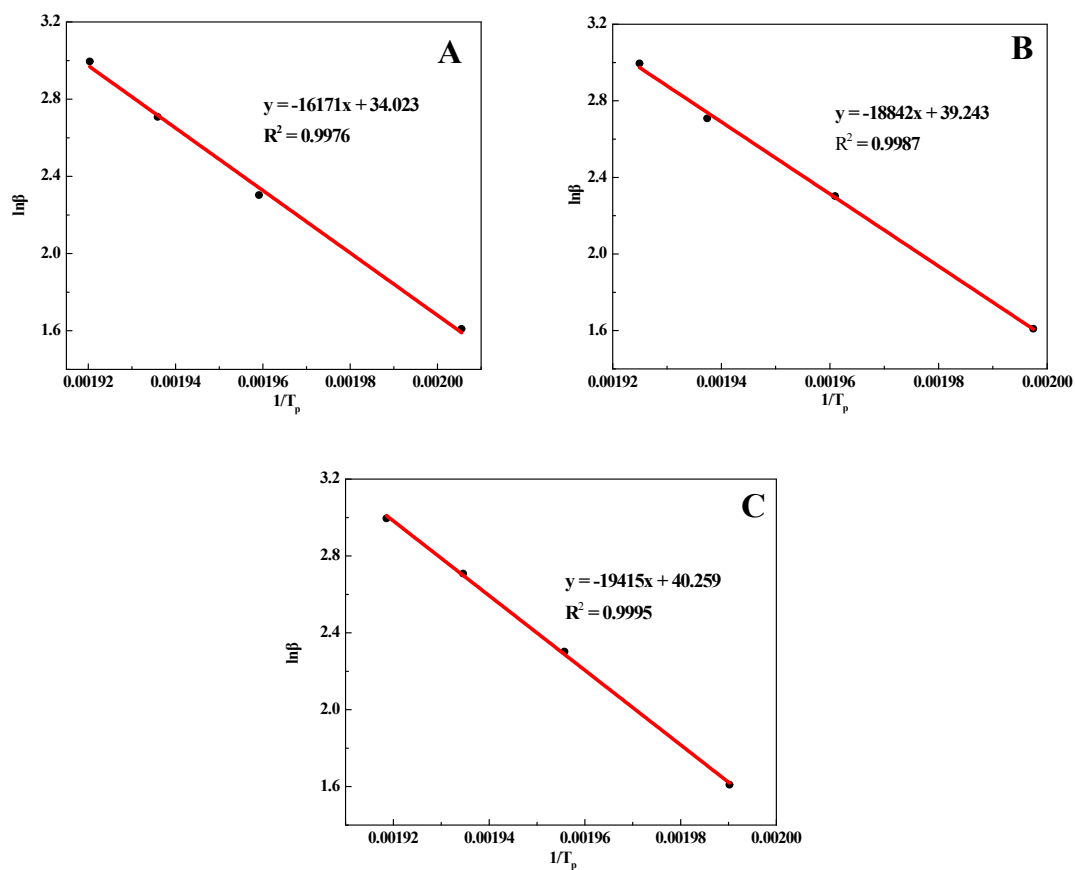 A
3.2
2.8
2.4
2.0
1.6
lnβ
y = -16171x + 34.023
R² = 0.9976
0.00192 0.00194 0.00196 0.00198 0.00200
1/Tp
B
3.2
2.8
2.4
2.0
1.6
lnβ
y = -18842x + 39.243
R² = 0.9987
0.00192 0.00194 0.00196 0.00198 0.00200
1/Tp
C
3.2
2.8
2.4
2.0
1.6
lnβ
y = -19415x + 40.259
R² = 0.9995
0.00192 0.00194 0.00196 0.00198 0.00200
1/Tp